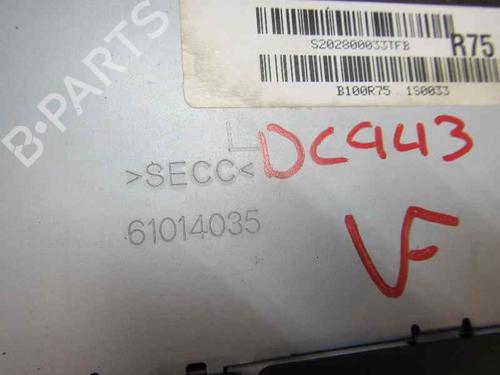 S202800033TFB
R75
B100R75 1S0033
L
>SECC<
DC943
61014035
VF
B-PARTS